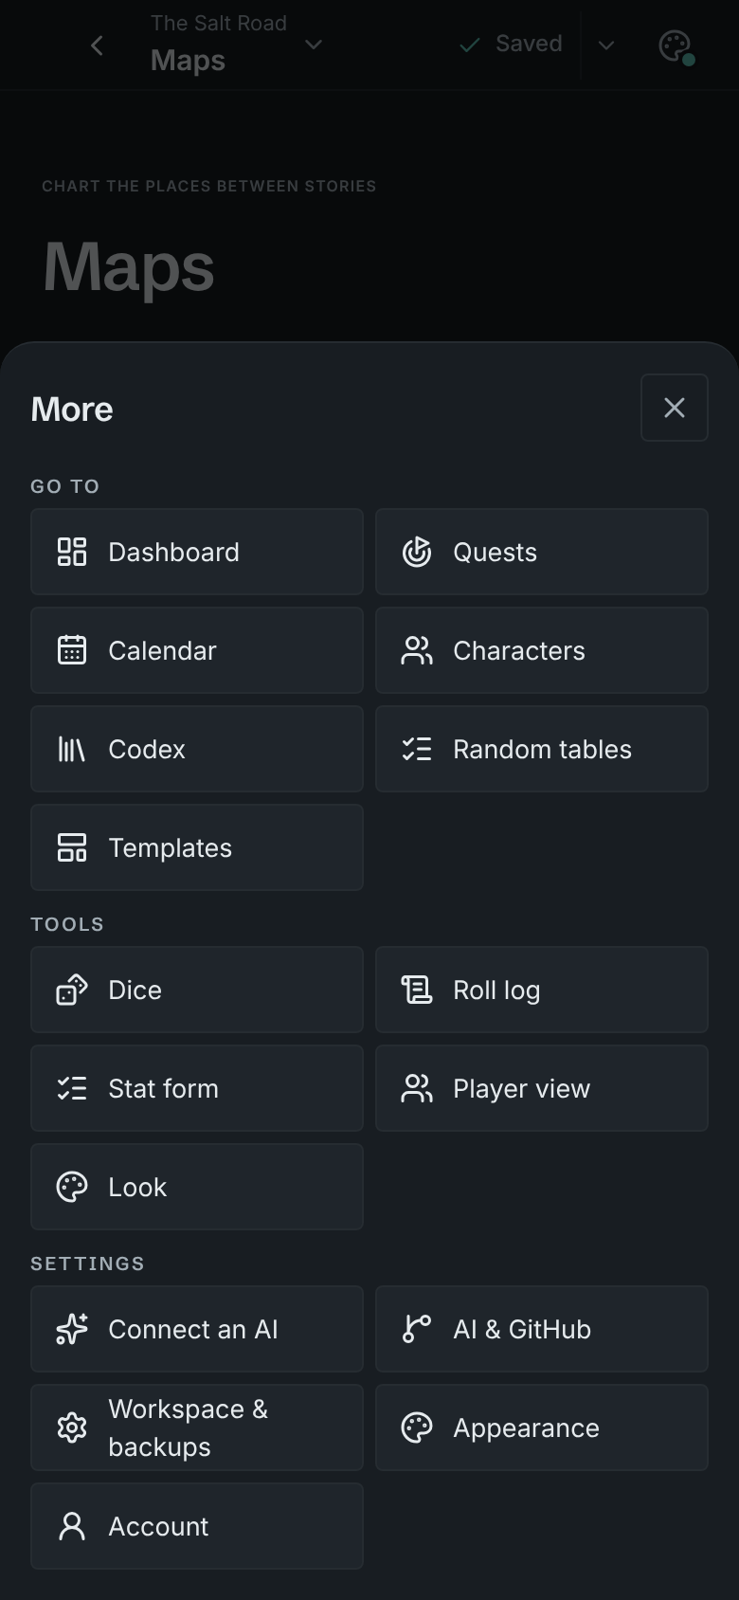 The Salt Road
Maps
Saved
CHART THE PLACES BETWEEN STORIES
Maps
More
GO TO
Dashboard
Quests
Calendar
Characters
Codex
Random tables
Templates
TOOLS
Dice
Roll log
Stat form
Player view
Look
SETTINGS
Connect an AI
AI & GitHub
Workspace &
backups
Appearance
Account